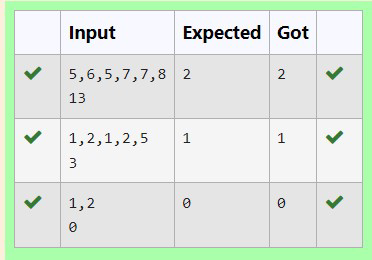 Input Expected Got
5,6,5,7,7,8 2 2
13
1,2,1,2,5 1 1
3
1,2 0 0
0